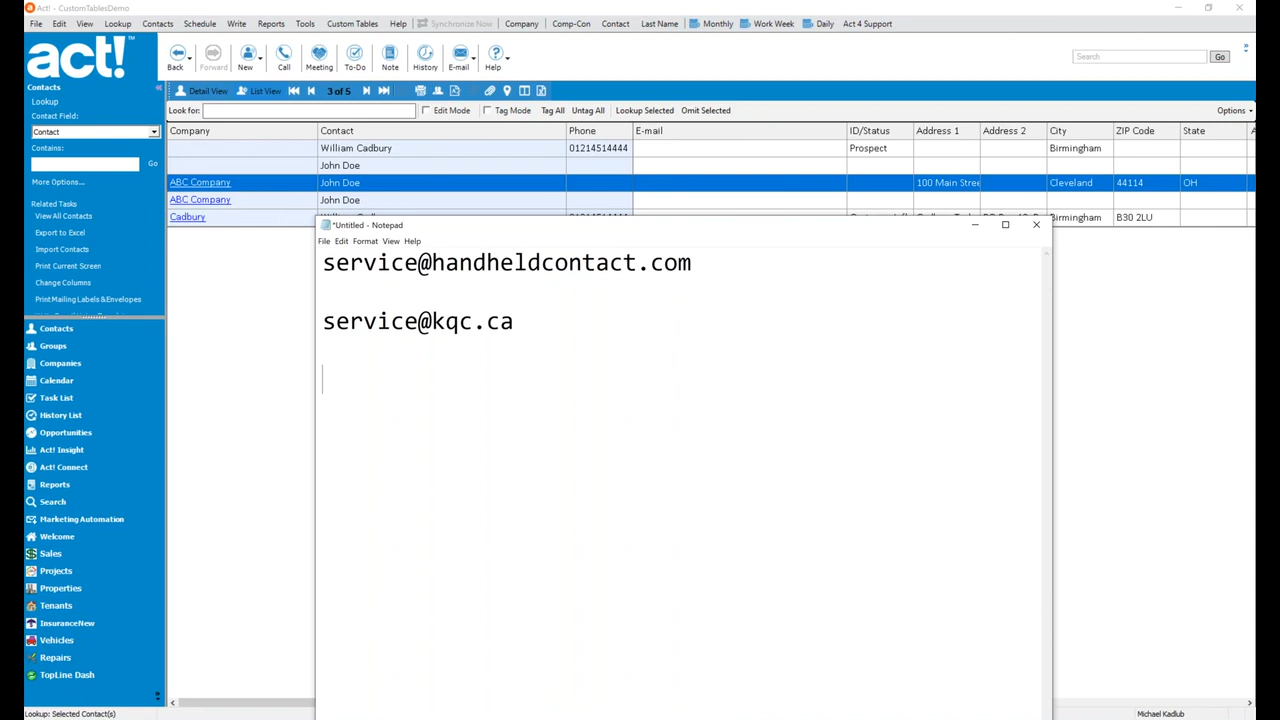 Act! - CustomTablesDemo
File Edit View Lookup Contacts Schedule Write Reports Tools Custom Tables Help Synchronize Now Company Comp-Con Contact Last Name Monthly Work Week Daily Act 4 Support
act!™
Back Forward New Call Meeting To-Do Note History E-mail Help
Search Go
Contacts
Lookup
Contact Field:
Contact
Contains:
Go
More Options...
Related Tasks
View All Contacts
Export to Excel
Import Contacts
Print Current Screen
Change Columns
Print Mailing Labels & Envelopes
Contacts
Groups
Companies
Calendar
Task List
History List
Opportunities
Act! Insight
Act! Connect
Reports
Search
Marketing Automation
Welcome
Sales
Projects
Properties
Tenants
InsuranceNew
Vehicles
Repairs
TopLine Dash
Detail View List View 3 of 5
Look for: Edit Mode Tag Mode Tag All Untag All Lookup Selected Omit Selected Options
Company Contact Phone E-mail ID/Status Address 1 Address 2 City ZIP Code State
William Cadbury 01214514444 Prospect Birmingham
John Doe
ABC Company John Doe 100 Main Stree Cleveland 44114 OH
ABC Company John Doe
Cadbury Birmingham B30 2LU
*Untitled - Notepad
File Edit Format View Help
service@handheldcontact.com
service@kqc.ca
Lookup: Selected Contact(s)
Michael Kadlub